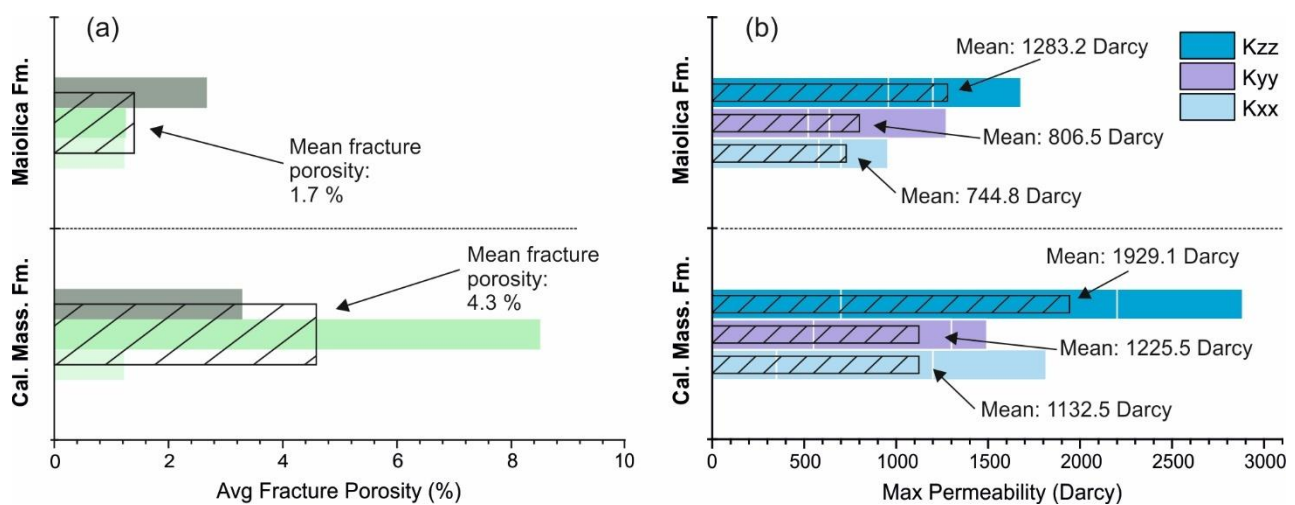 (a)
Maiolica Fm.
Mean fracture
porosity:
1.7 %
Cal. Mass. Fm.
Mean fracture
porosity:
4.3 %
0 2 4 6 8 10
Avg Fracture Porosity (%)
(b)
Kzz
Kyy
Kxx
Maiolica Fm.
Mean: 1283.2 Darcy
Mean: 806.5 Darcy
Mean: 744.8 Darcy
Cal. Mass. Fm.
Mean: 1929.1 Darcy
Mean: 1225.5 Darcy
Mean: 1132.5 Darcy
0 500 1000 1500 2000 2500 3000
Max Permeability (Darcy)